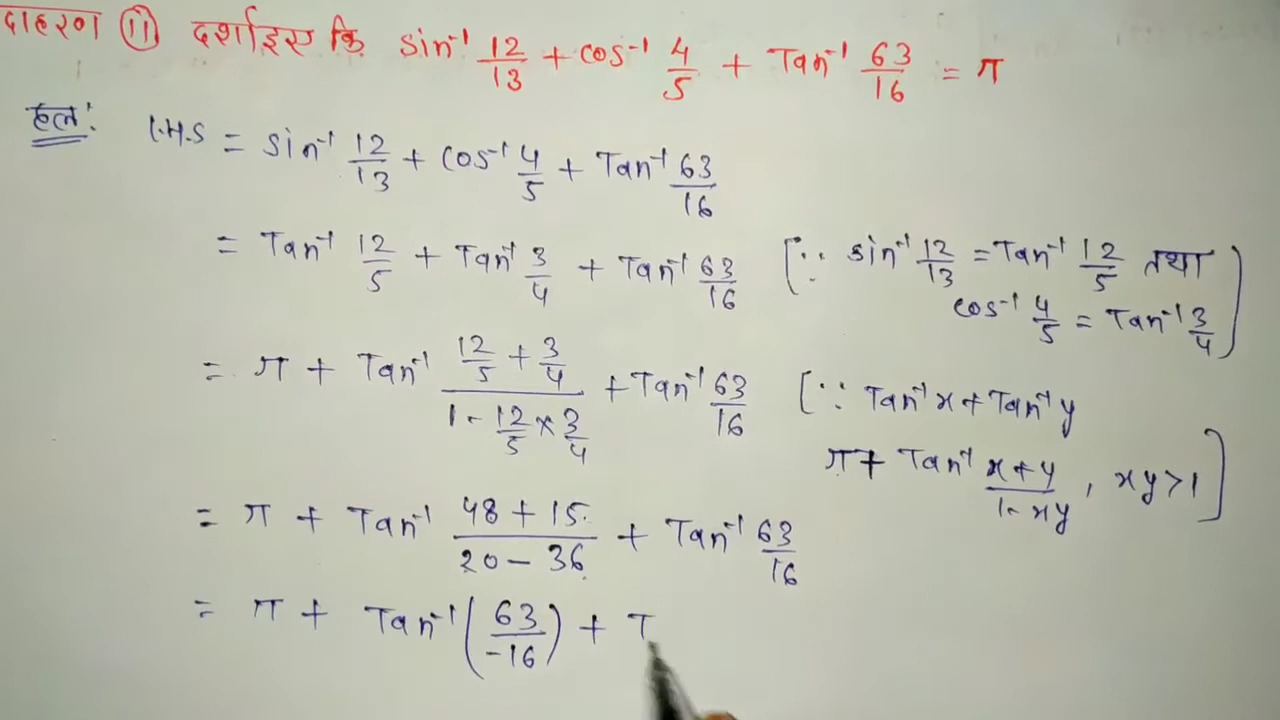 दाहरण (11) दर्शाइए कि sin⁻¹ 12/13 + cos⁻¹ 4/5 + Tan⁻¹ 63/16 = π
हल: L.H.S = sin⁻¹ 12/13 + cos⁻¹ 4/5 + Tan⁻¹ 63/16
= Tan⁻¹ 12/5 + Tan⁻¹ 3/4 + Tan⁻¹ 63/16 [∵ sin⁻¹ 12/13 = Tan⁻¹ 12/5 तथा
cos⁻¹ 4/5 = Tan⁻¹ 3/4]
= π + Tan⁻¹ (12/5 + 3/4)/(1 - 12/5 × 3/4) + Tan⁻¹ 63/16 [∵ Tan⁻¹ x + Tan⁻¹ y
π + Tan⁻¹ (x + y)/(1 - xy), xy > 1]
= π + Tan⁻¹ (48 + 15)/(20 - 36) + Tan⁻¹ 63/16
= π + Tan⁻¹ (63/-16) + T